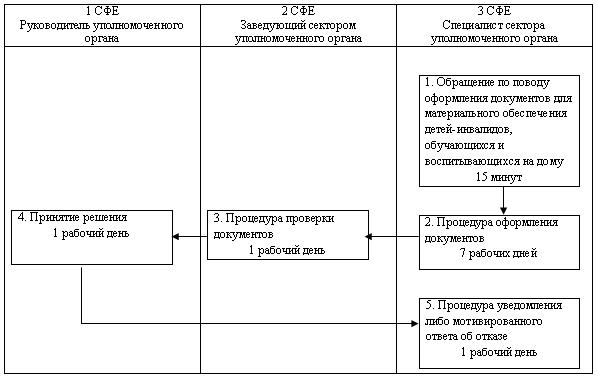 1 СФЕ
Руководитель уполномоченного
органа
2 СФЕ
Заведующий сектором
уполномоченного органа
3 СФЕ
Специалист сектора
уполномоченного органа
1. Обращение по поводу
оформления документов для
материального обеспечения
детей-инвалидов,
обучающихся и
воспитывающихся на дому
15 минут
4. Принятие решения
1 рабочий день
3. Процедура проверки
документов
1 рабочий день
2. Процедура оформления
документов
7 рабочих дней
5. Процедура уведомления
либо мотивированного
ответа об отказе
1 рабочий день